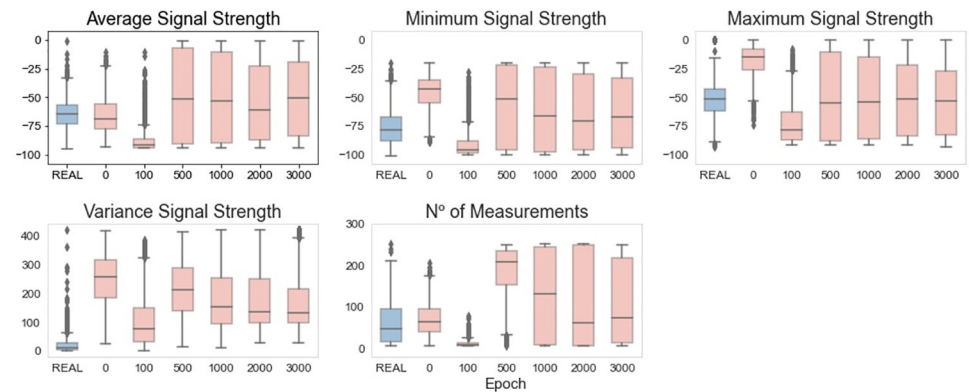 Average Signal Strength
Minimum Signal Strength
Maximum Signal Strength
0
−25
−50
−75
−100
REAL 0 100 500 1000 2000 3000
0
−25
−50
−75
−100
REAL 0 100 500 1000 2000 3000
0
−25
−50
−75
−100
REAL 0 100 500 1000 2000 3000
Variance Signal Strength
Nº of Measurements
400
300
200
100
0
REAL 0 100 500 1000 2000 3000
300
200
100
0
REAL 0 100 500 1000 2000 3000
Epoch